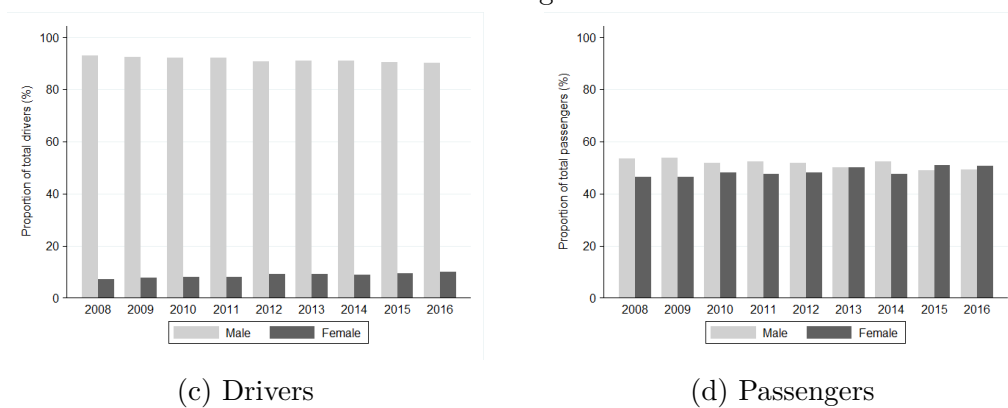 Proportion of total drivers (%)
100
80
60
40
20
0
2008 2009 2010 2011 2012 2013 2014 2015 2016
Male Female
(c) Drivers
Proportion of total passengers (%)
100
80
60
40
20
0
2008 2009 2010 2011 2012 2013 2014 2015 2016
Male Female
(d) Passengers